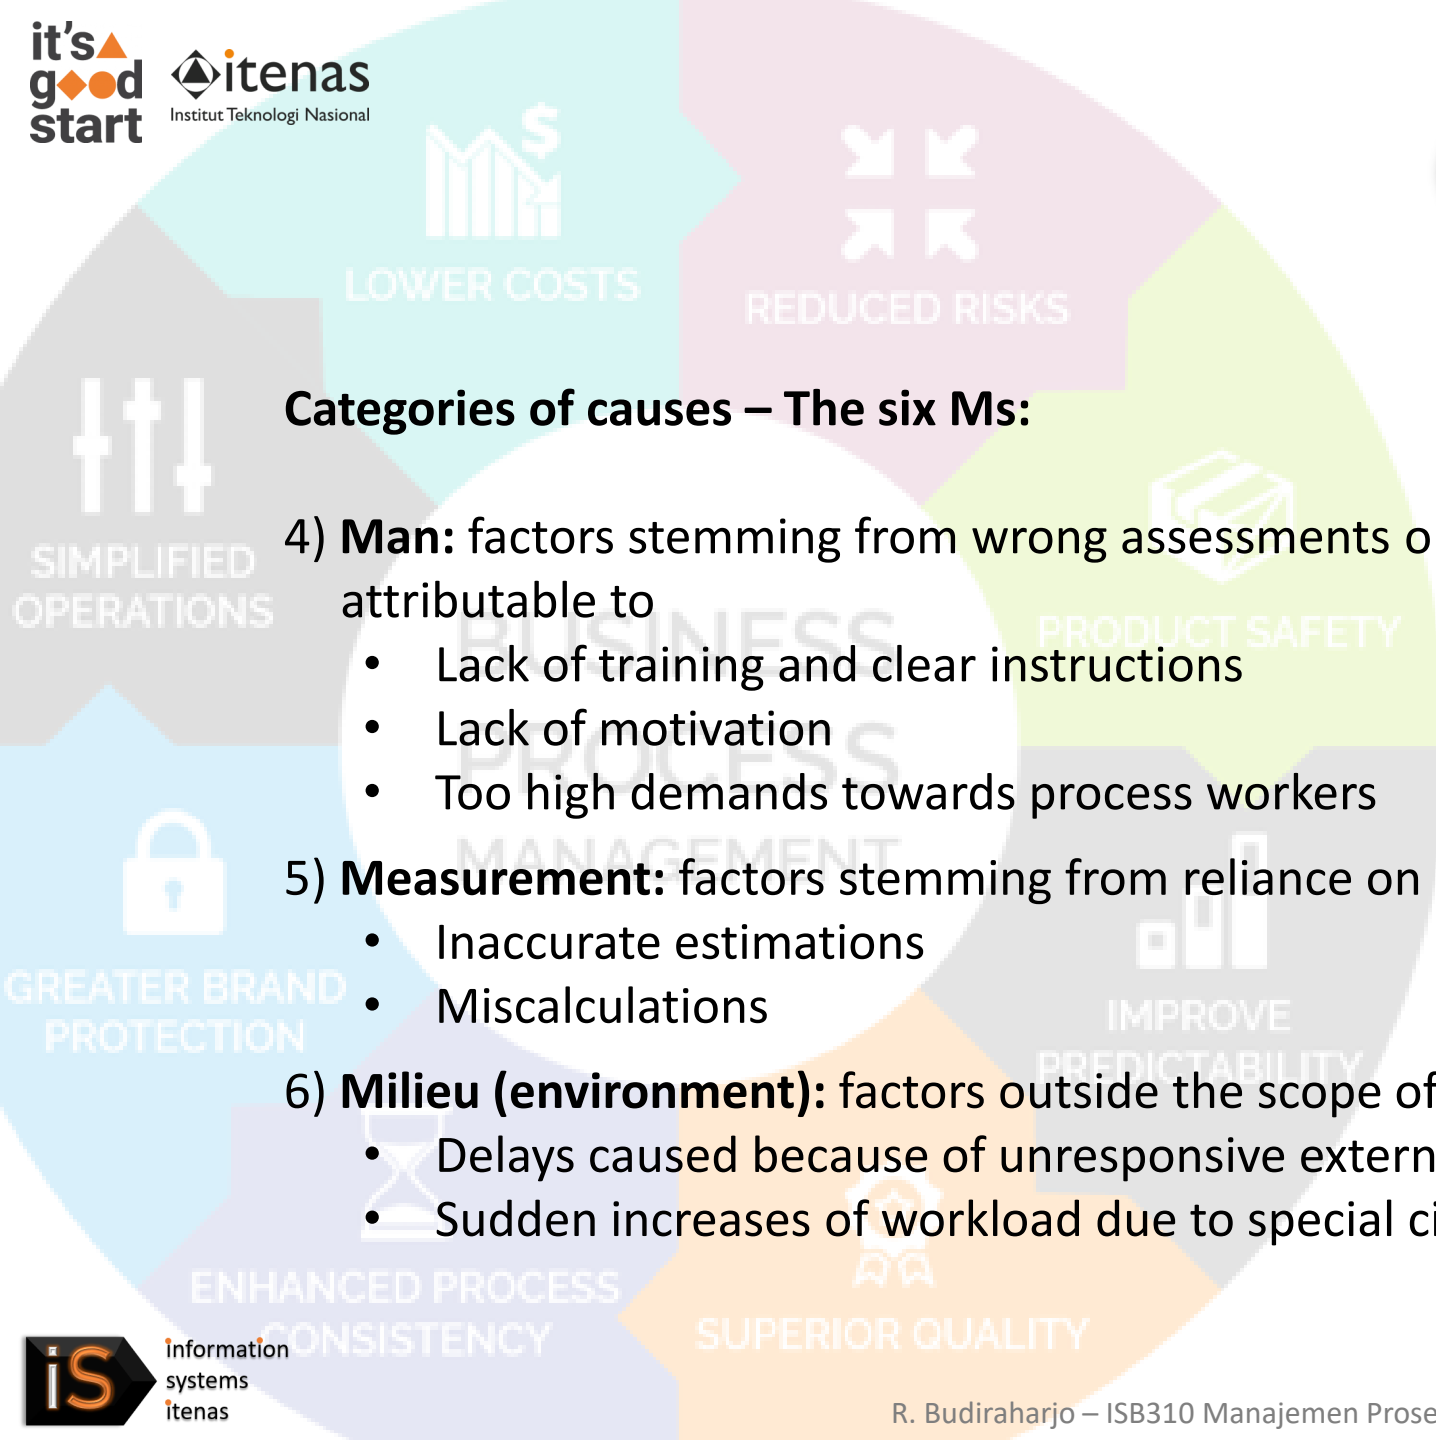 it's a
good
start
itenas
Institut Teknologi Nasional
$
LOWER COSTS
REDUCED RISKS
Categories of causes – The six Ms:
4) Man: factors stemming from wrong assessments o
attributable to
• Lack of training and clear instructions
• Lack of motivation
• Too high demands towards process workers
5) Measurement: factors stemming from reliance on
• Inaccurate estimations
• Miscalculations
6) Milieu (environment): factors outside the scope of
• Delays caused because of unresponsive extern
• Sudden increases of workload due to special ci
SIMPLIFIED
OPERATIONS
PRODUCT SAFETY
BUSINESS
PROCESS
MANAGEMENT
GREATER BRAND
PROTECTION
IMPROVE
PREDICTABILITY
ENHANCED PROCESS
CONSISTENCY
SUPERIOR QUALITY
iS
information
systems
itenas
R. Budiraharjo – ISB310 Manajemen Prose